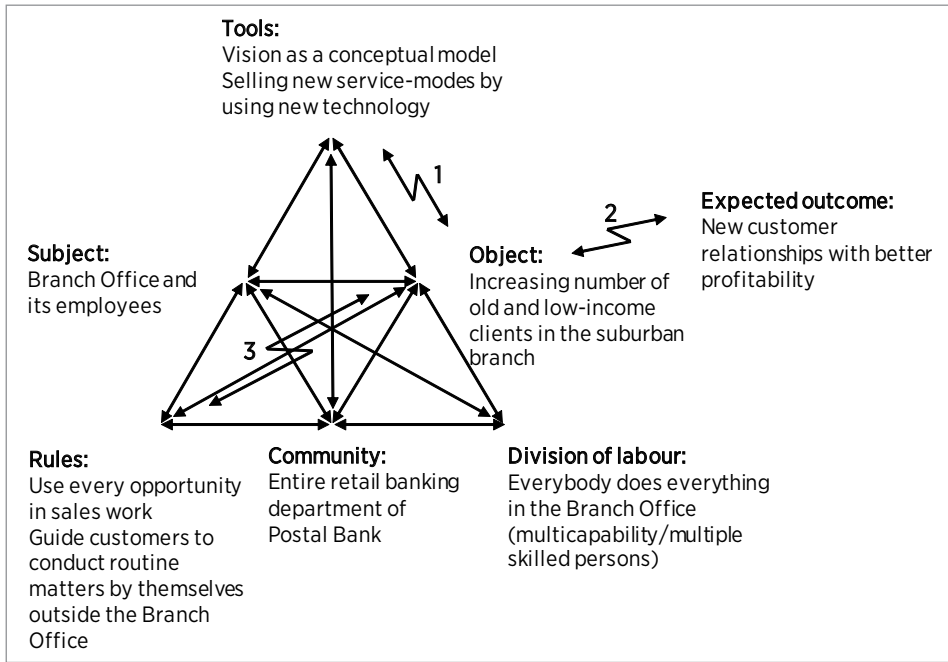 Tools:
Vision as a conceptual model
Selling new service-modes by
using new technology
1
2
Expected outcome:
New customer
relationships with better
profitability
Subject:
Branch Office and
its employees
Object:
Increasing number of
old and low-income
clients in the suburban
branch
3
Rules:
Use every opportunity
in sales work
Guide customers to
conduct routine
matters by themselves
outside the Branch
Office
Community:
Entire retail banking
department of
Postal Bank
Division of labour:
Everybody does everything
in the Branch Office
(multicapability/multiple
skilled persons)